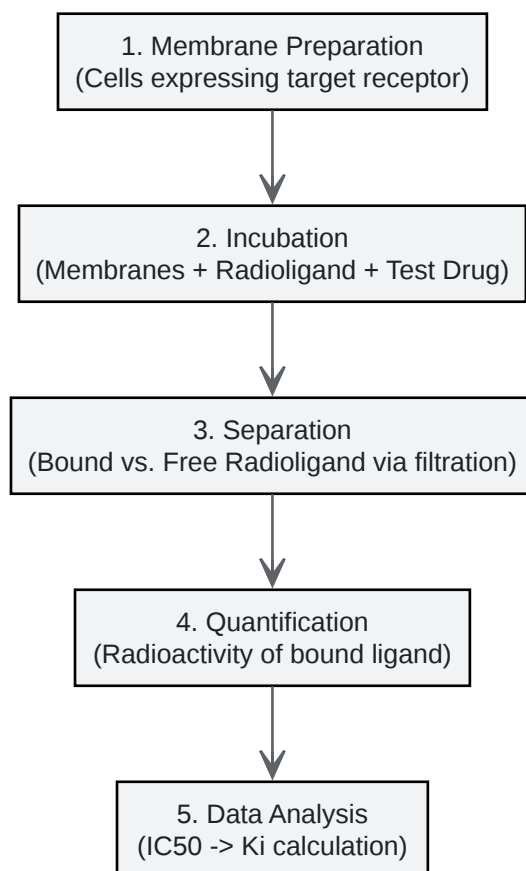 1. Membrane Preparation
(Cells expressing target receptor)
2. Incubation
(Membranes + Radioligand + Test Drug)
3. Separation
(Bound vs. Free Radioligand via filtration)
4. Quantification
(Radioactivity of bound ligand)
5. Data Analysis
(IC50 -> Ki calculation)